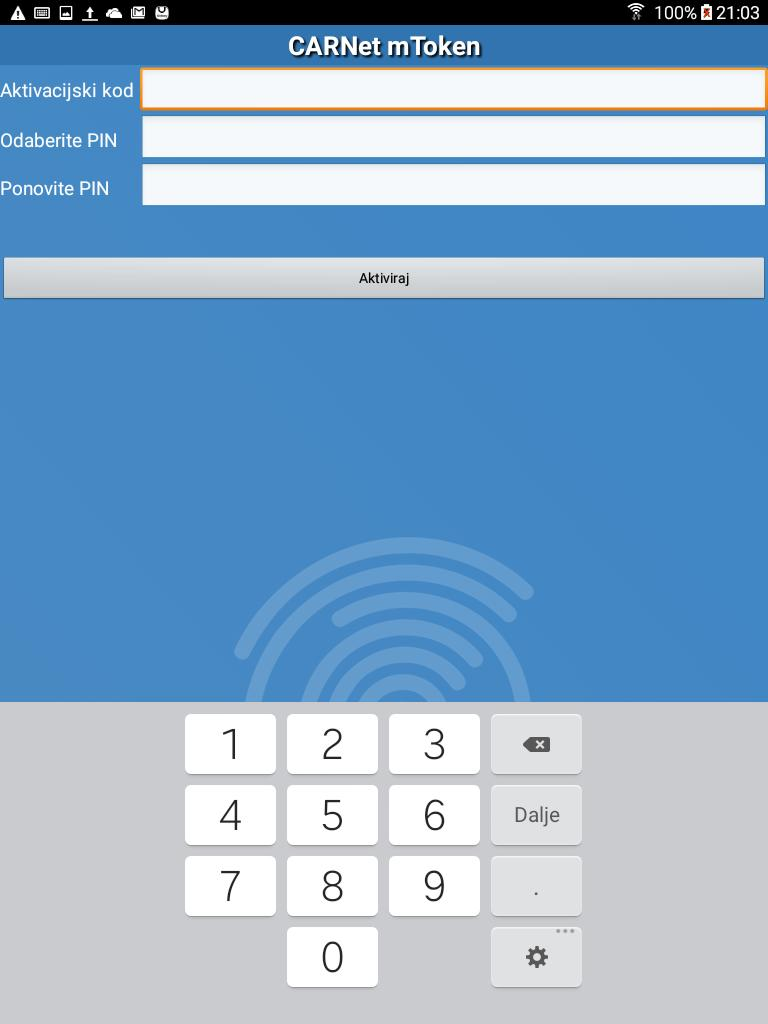 100% 21:03
CARNet mToken
Aktivacijski kod
Odaberite PIN
Ponovite PIN
Aktiviraj
1 2 3
4 5 6 Dalje
7 8 9 .
0